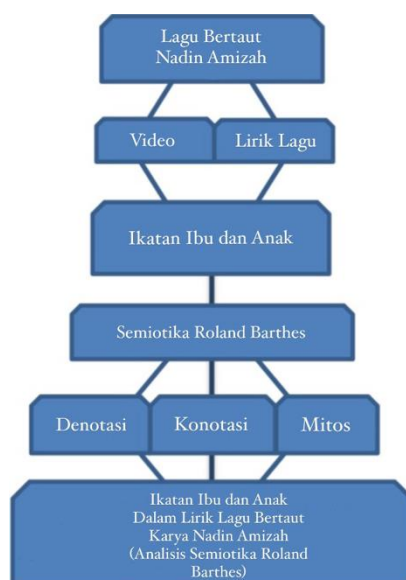 Lagu Bertaut
Nadin Amizah
Video
Lirik Lagu
Ikatan Ibu dan Anak
Semiotika Roland Barthes
Denotasi
Konotasi
Mitos
Ikatan Ibu dan Anak
Dalam Lirik Lagu Bertaut
Karya Nadin Amizah
(Analisis Semiotika Roland
Barthes)